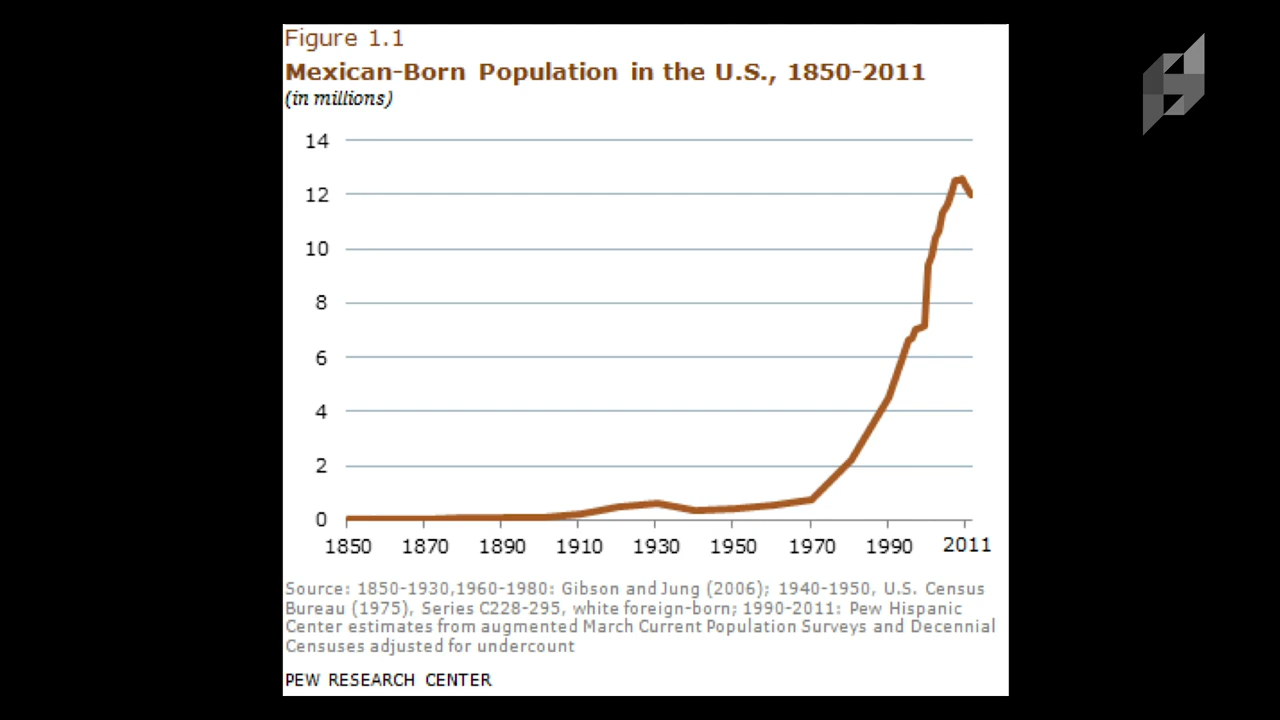 Figure 1.1
Mexican-Born Population in the U.S., 1850-2011
(in millions)
14
12
10
8
6
4
2
0
1850 1870 1890 1910 1930 1950 1970 1990 2011
Source: 1850-1930,1960-1980: Gibson and Jung (2006); 1940-1950, U.S. Census
Bureau (1975), Series C228-295, white foreign-born; 1990-2011: Pew Hispanic
Center estimates from augmented March Current Population Surveys and Decennial
Censuses adjusted for undercount
PEW RESEARCH CENTER